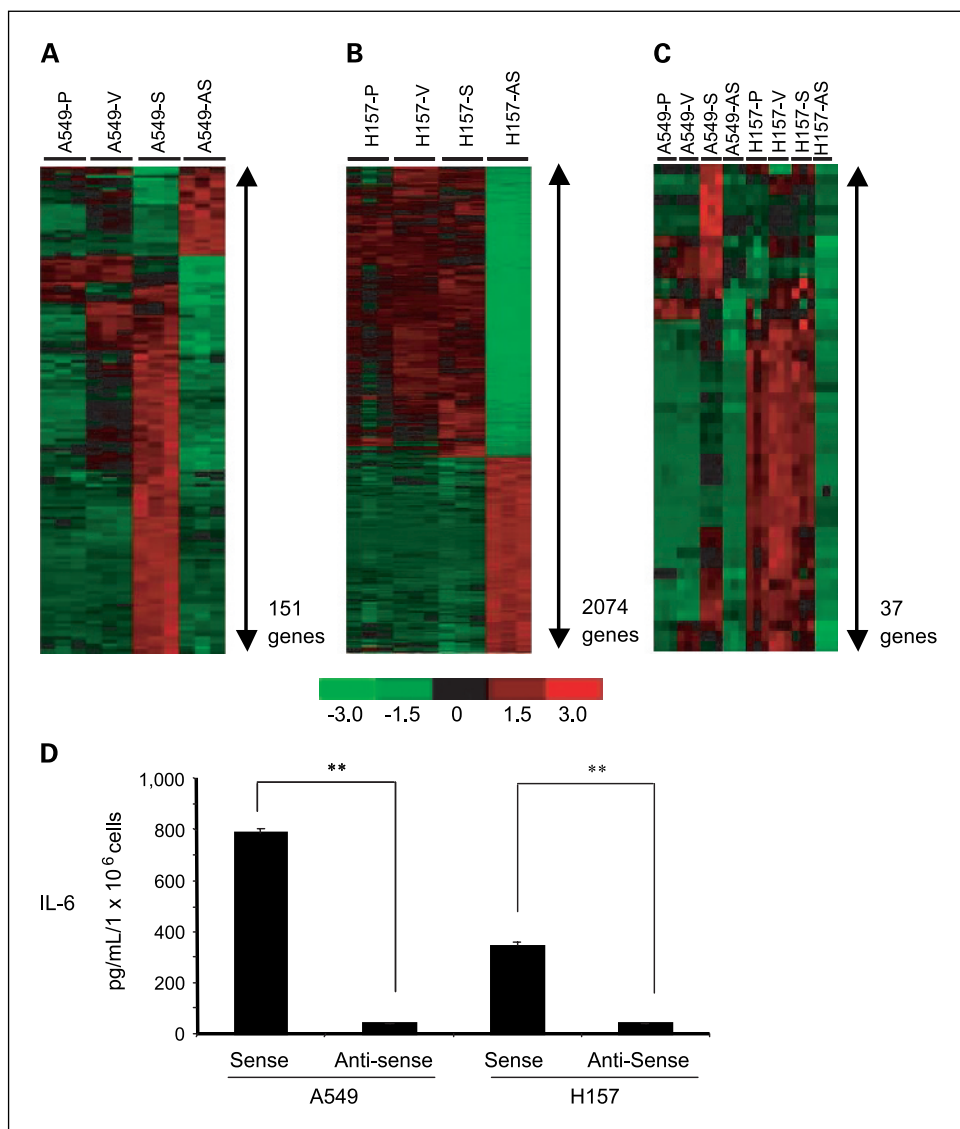 A
B
C
A549-P
A549-V
A549-S
A549-AS
H157-P
H157-V
H157-S
H157-AS
A549-P
A549-V
A549-S
A549-AS
H157-P
H157-V
H157-S
H157-AS
151
genes
2074
genes
37
genes
-3.0 -1.5 0 1.5 3.0
D
IL-6
pg/mL/1 x 10⁶ cells
1,000
800
600
400
200
0
**
**
Sense Anti-sense Sense Anti-sense
A549 H157